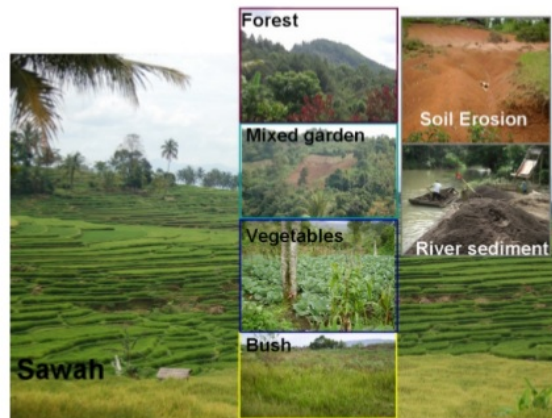 Forest
Soil Erosion
Mixed garden
Vegetables
River sediment
Bush
Sawah